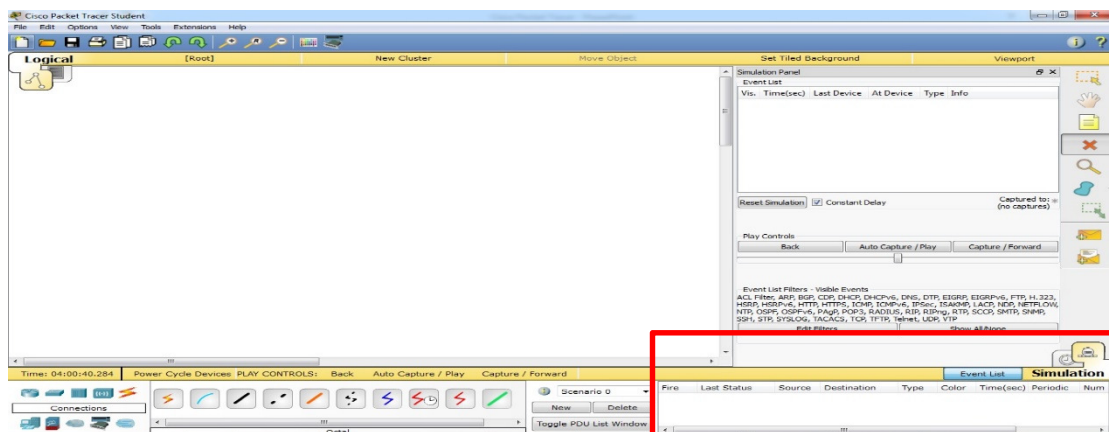 Cisco Packet Tracer Student
File Edit Options View Tools Extensions Help
Logical [Root] New Cluster Move Object Set Tiled Background Viewport
Simulation Panel
Event List
Vis. Time(sec) Last Device At Device Type Info
Reset Simulation Constant Delay Captured to:
(no captures)
Play Controls
Back Auto Capture / Play Capture / Forward
Event List Filters - Visible Events
ACL Filter, ARP, BGP, CDP, DHCP, DHCPv6, DNS, DTP, EIGRP, EIGRPv6, FTP, H.323,
HSRP, HSRPv6, HTTP, HTTPS, ICMP, ICMPv6, IPSec, ISAKMP, LACP, NDP, NETFLOW,
NTP, OSPF, OSPFv6, PAgP, POP3, RADIUS, RIP, RIPng, RTP, SCCP, SMTP, SNMP,
SSH, STP, SYSLOG, TACACS, TCP, TFTP, Telnet, UDP, VTP
Edit Filters Show All/None
Time: 04:00:40.284 Power Cycle Devices PLAY CONTROLS: Back Auto Capture / Play Capture / Forward Event List Simulation
Scenario 0 Fire Last Status Source Destination Type Color Time(sec) Periodic Num
Connections New Delete
Toggle PDU List Window
Octal